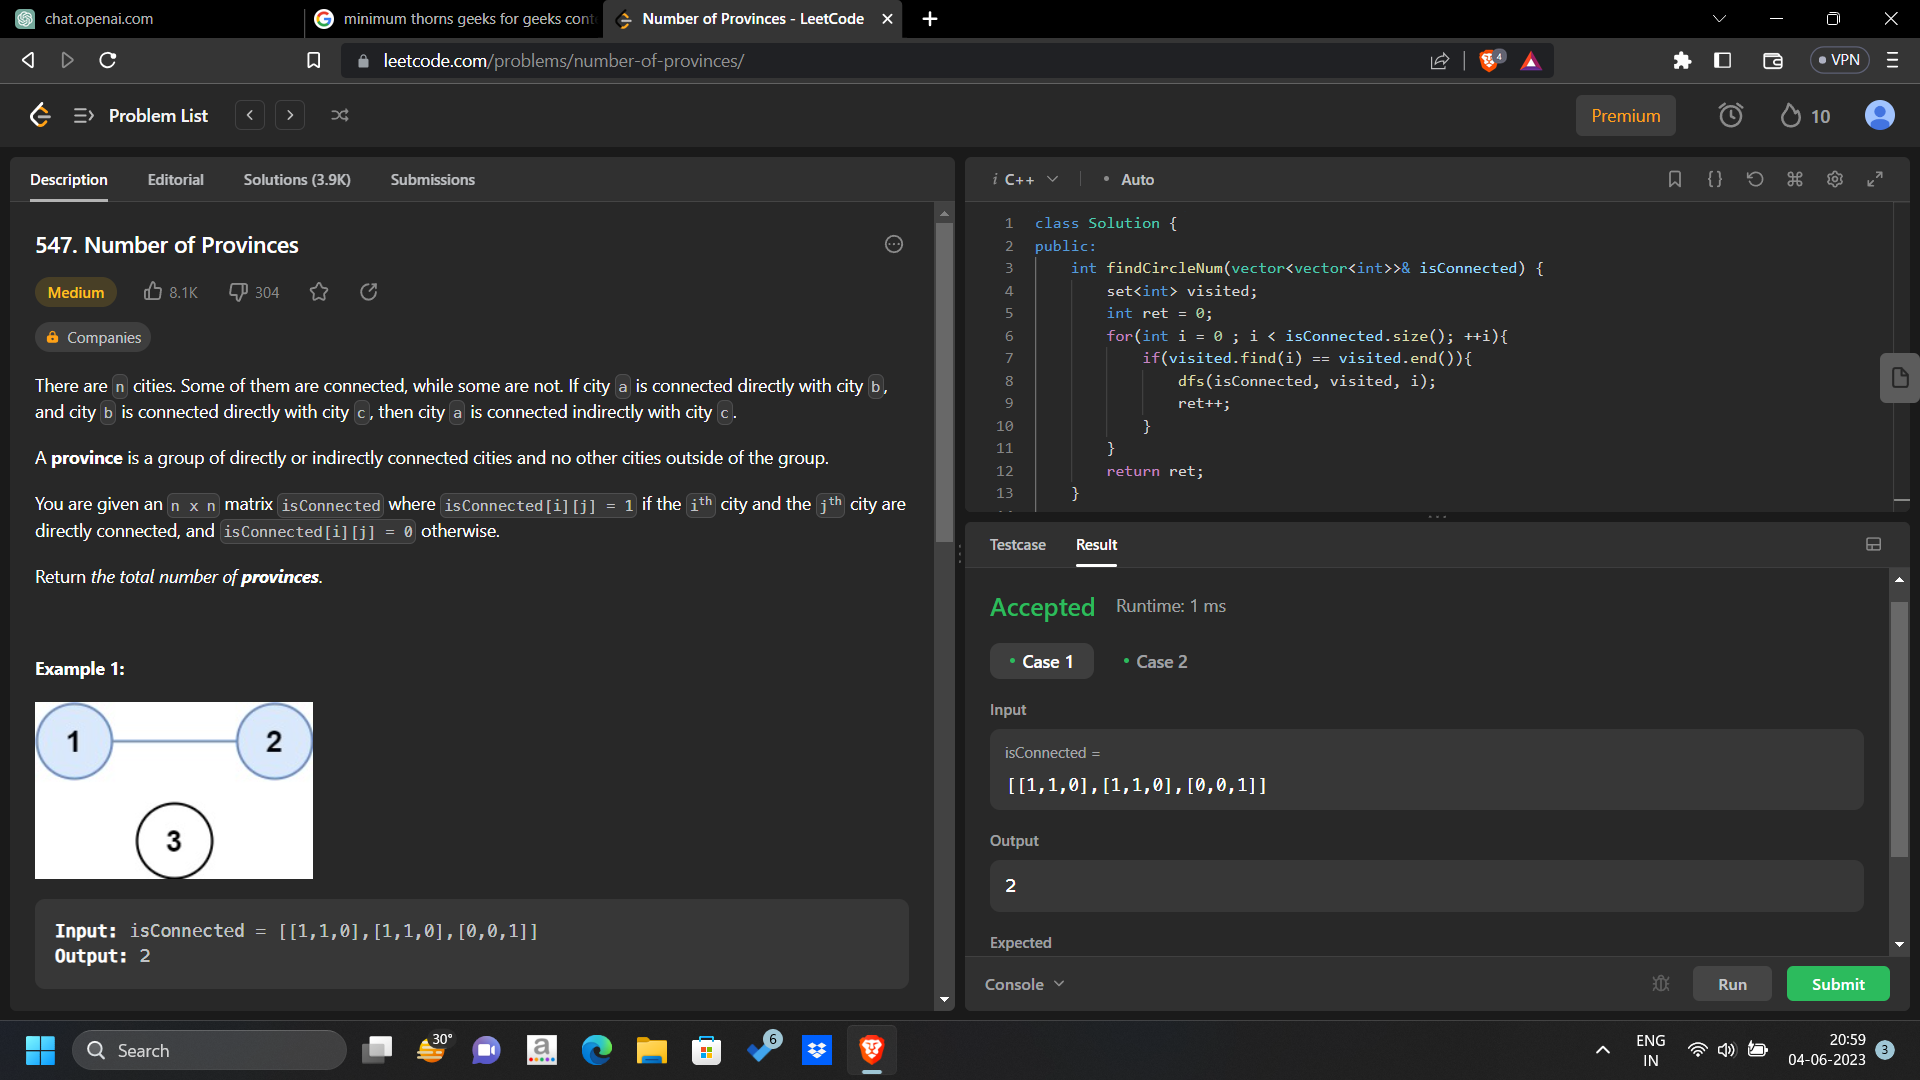 chat.openai.com
minimum thorns geeks for geeks cont
Number of Provinces - LeetCode
leetcode.com/problems/number-of-provinces/
4
VPN
Problem List
Premium
10
Description
Editorial
Solutions (3.9K)
Submissions
547. Number of Provinces
Medium
8.1K
304
Companies
There are n cities. Some of them are connected, while some are not. If city a is connected directly with city b,
and city b is connected directly with city c, then city a is connected indirectly with city c.
A province is a group of directly or indirectly connected cities and no other cities outside of the group.
You are given an n x n matrix isConnected where isConnected[i][j] = 1 if the ith city and the jth city are
directly connected, and isConnected[i][j] = 0 otherwise.
Return the total number of provinces.
Example 1:
1
2
3
Input: isConnected = [[1,1,0],[1,1,0],[0,0,1]]
Output: 2
i C++
• Auto
1 class Solution {
2 public:
3 int findCircleNum(vector<vector<int>>& isConnected) {
4 set<int> visited;
5 int ret = 0;
6 for(int i = 0 ; i < isConnected.size(); ++i){
7 if(visited.find(i) == visited.end()){
8 dfs(isConnected, visited, i);
9 ret++;
10 }
11 }
12 return ret;
13 }
Testcase
Result
Accepted
Runtime: 1 ms
• Case 1
• Case 2
Input
isConnected =
[[1,1,0],[1,1,0],[0,0,1]]
Output
2
Expected
Console
Run
Submit
Search
30°
a
6
ENG
IN
20:59
04-06-2023
3